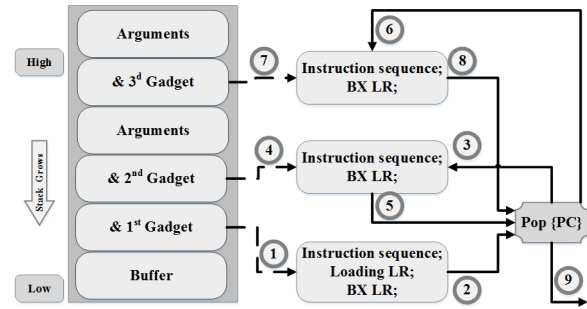 Arguments
High
& 3d Gadget
Arguments
& 2nd Gadget
Stack Grows
& 1st Gadget
Buffer
Low
7
6
8
Instruction sequence;
BX LR;
4
3
Instruction sequence;
BX LR;
5
Pop {PC}
1
Instruction sequence;
Loading LR;
BX LR;
2
9